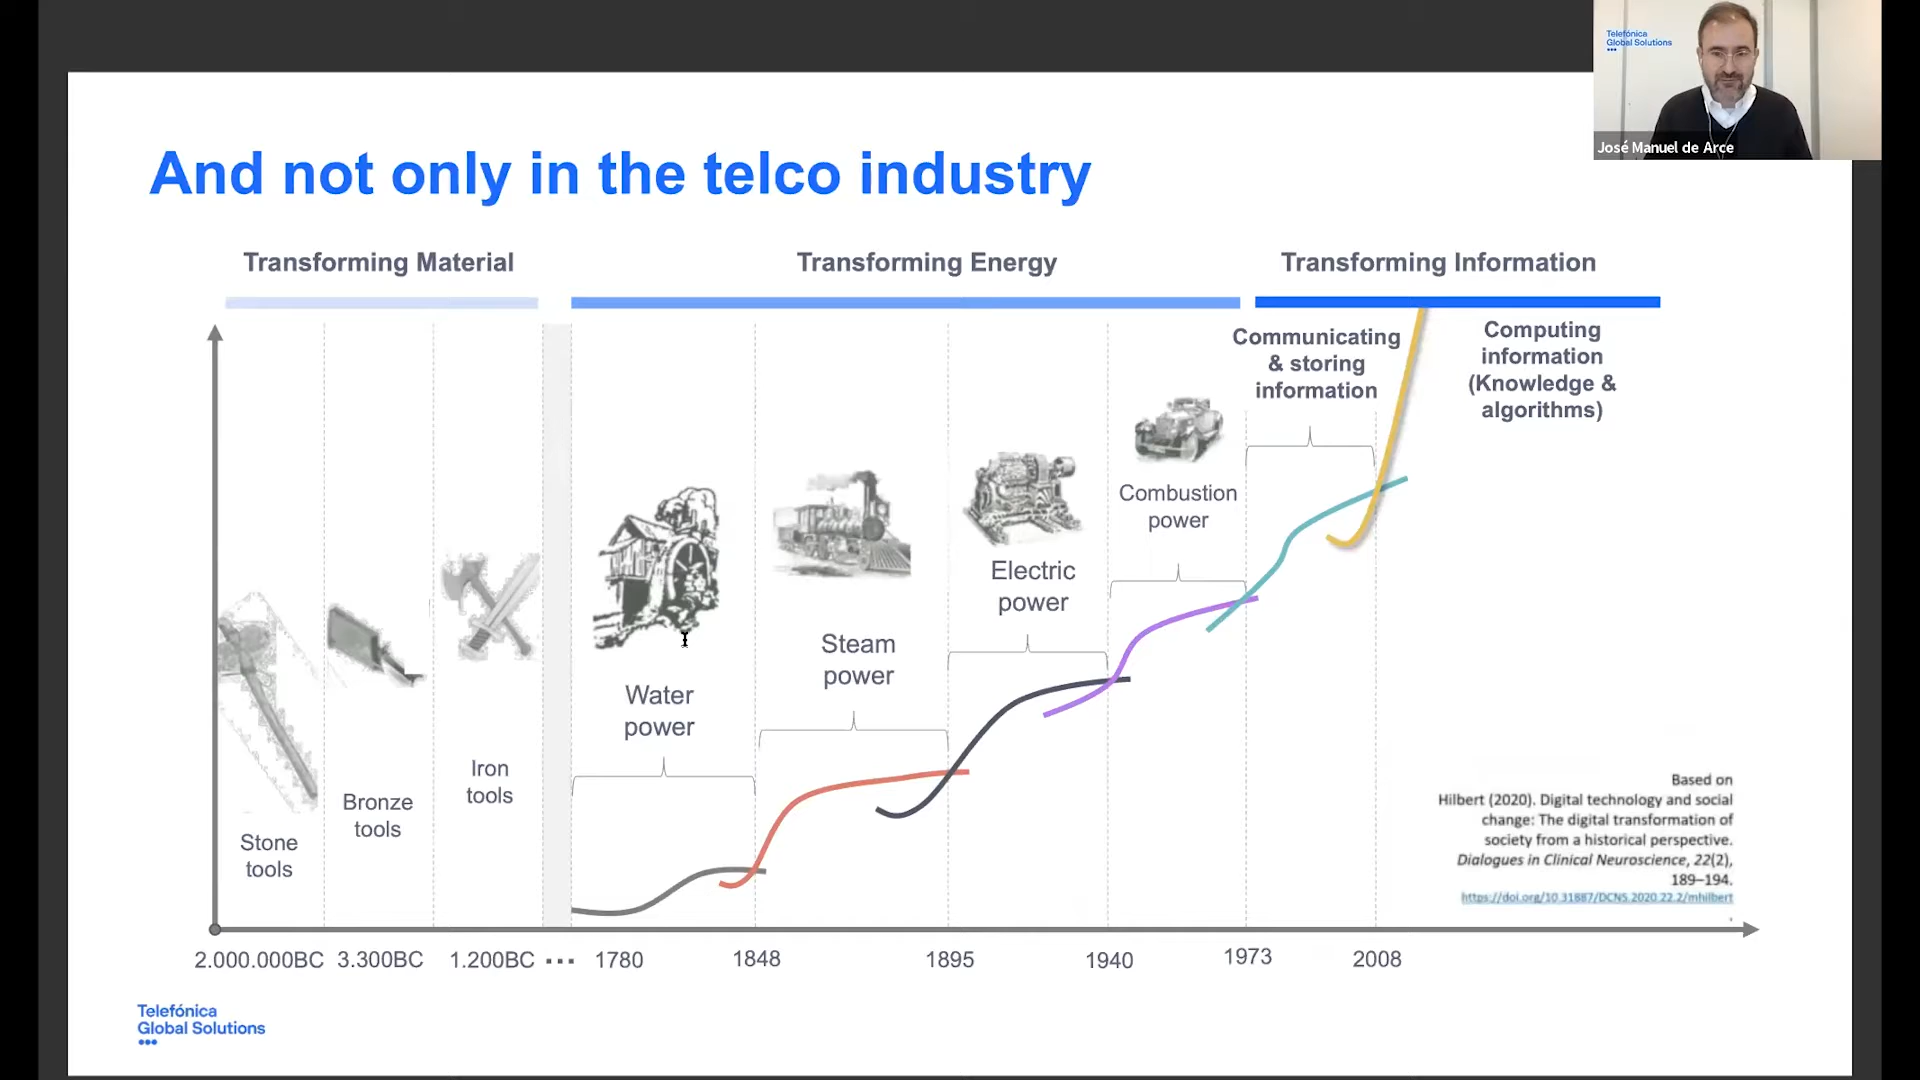 Telefónica
Global Solutions
José Manuel de Arce
And not only in the telco industry
Transforming Material
Transforming Energy
Transforming Information
Communicating
& storing
information
Computing
information
(Knowledge &
algorithms)
Combustion
power
Electric
power
Steam
power
Water
power
Iron
tools
Bronze
tools
Stone
tools
Based on
Hilbert (2020). Digital technology and social
change: The digital transformation of
society from a historical perspective.
Dialogues in Clinical Neuroscience, 22(2),
189–194.
https://doi.org/10.31887/DCNS.2020.22.2/mhilbert
.
2.000.000BC 3.300BC 1.200BC ... 1780 1848 1895 1940 1973 2008
Telefónica
Global Solutions